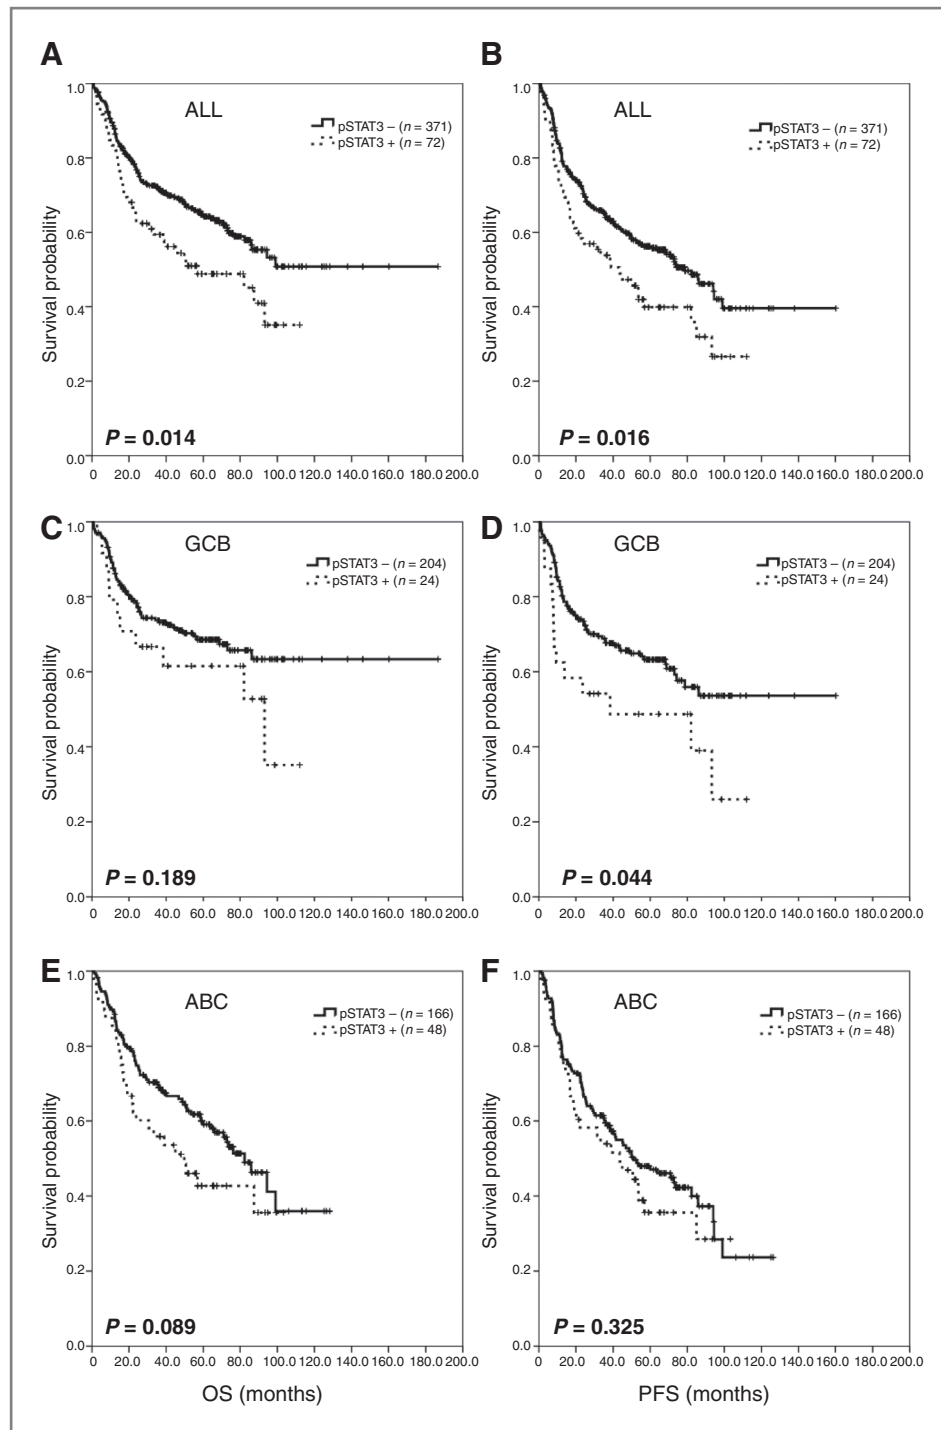 A
ALL
pSTAT3 – (n = 371)
pSTAT3 + (n = 72)
Survival probability
1.0
0.8
0.6
0.4
0.2
0.0
P = 0.014
0 20.0 40.0 60.0 80.0 100.0 120.0 140.0 160.0 180.0 200.0
B
ALL
pSTAT3 – (n = 371)
pSTAT3 + (n = 72)
Survival probability
1.0
0.8
0.6
0.4
0.2
0.0
P = 0.016
0 20.0 40.0 60.0 80.0 100.0 120.0 140.0 160.0 180.0 200.0
C
GCB
pSTAT3 – (n = 204)
pSTAT3 + (n = 24)
Survival probability
1.0
0.8
0.6
0.4
0.2
0.0
P = 0.189
0 20.0 40.0 60.0 80.0 100.0 120.0 140.0 160.0 180.0 200.0
D
GCB
pSTAT3 – (n = 204)
pSTAT3 + (n = 24)
Survival probability
1.0
0.8
0.6
0.4
0.2
0.0
P = 0.044
0 20.0 40.0 60.0 80.0 100.0 120.0 140.0 160.0 180.0 200.0
E
ABC
pSTAT3 – (n = 166)
pSTAT3 + (n = 48)
Survival probability
1.0
0.8
0.6
0.4
0.2
0.0
P = 0.089
0 20.0 40.0 60.0 80.0 100.0 120.0 140.0 160.0 180.0 200.0
OS (months)
F
ABC
pSTAT3 – (n = 166)
pSTAT3 + (n = 48)
Survival probability
1.0
0.8
0.6
0.4
0.2
0.0
P = 0.325
0 20.0 40.0 60.0 80.0 100.0 120.0 140.0 160.0 180.0 200.0
PFS (months)